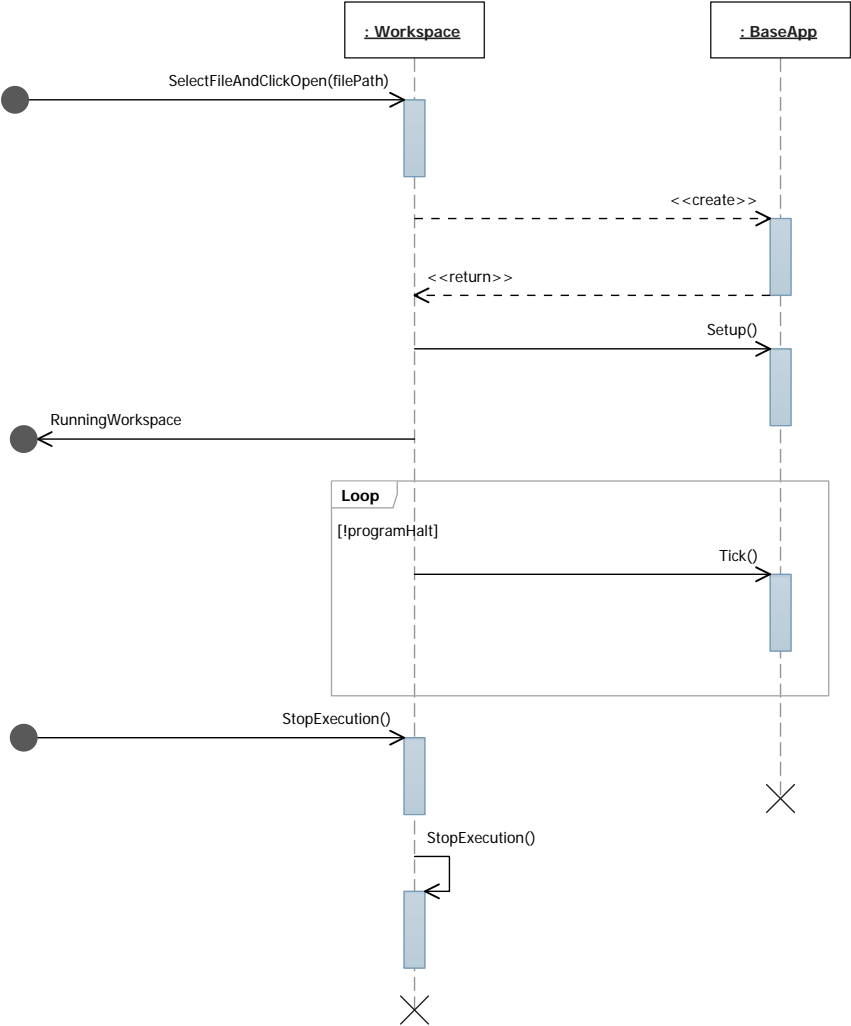 : Workspace
: BaseApp
SelectFileAndClickOpen(filePath)
<<create>>
<<return>>
Setup()
RunningWorkspace
Loop
[!programHalt]
Tick()
StopExecution()
StopExecution()